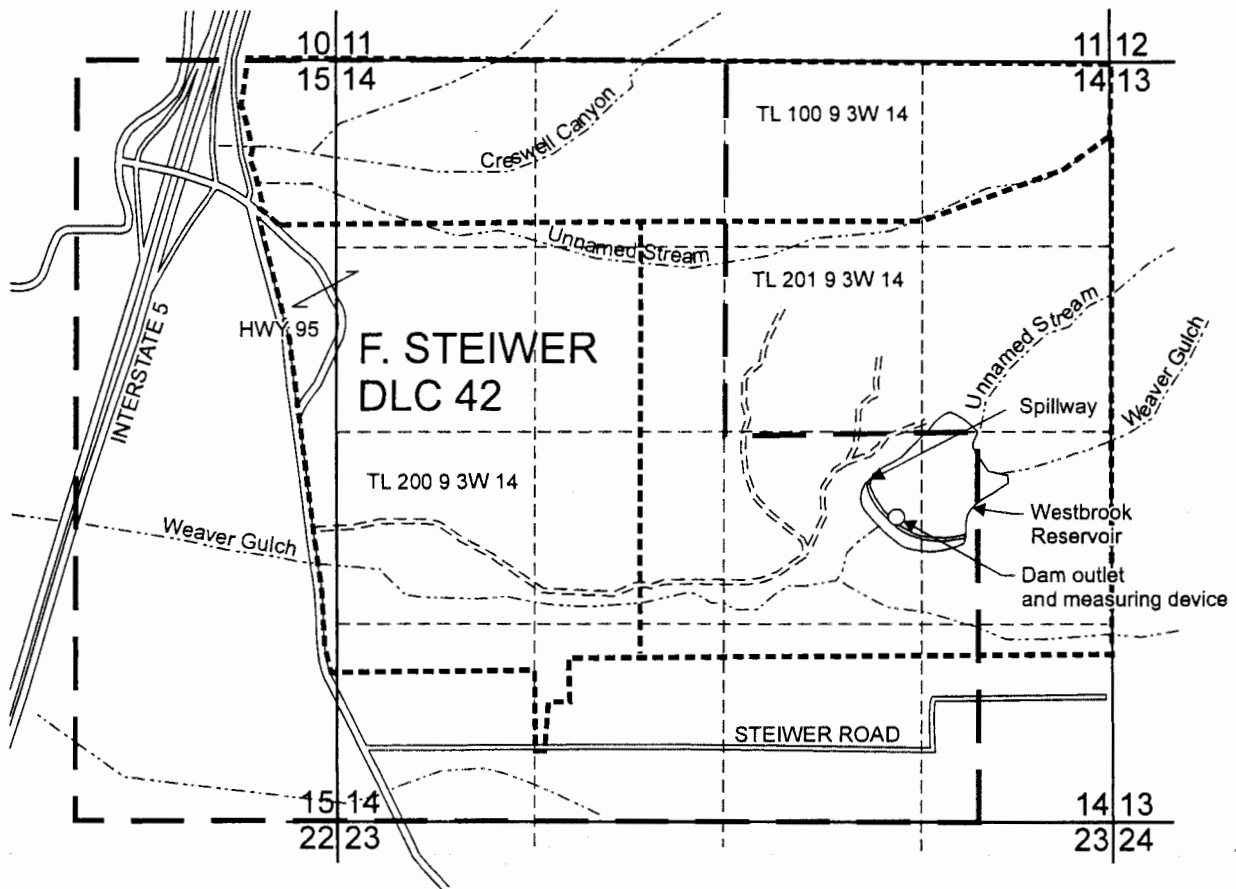 10 11
15 14
11 12
14 13
TL 100 9 3W 14
Creswell Canyon
Unnamed Stream
TL 201 9 3W 14
HWY 95
INTERSTATE 5
F. STEIWER
DLC 42
Unnamed Stream
Weaver Gulch
Spillway
TL 200 9 3W 14
Weaver Gulch
Westbrook
Reservoir
Dam outlet
and measuring device
STEIWER ROAD
15 14
22 23
14 13
23 24